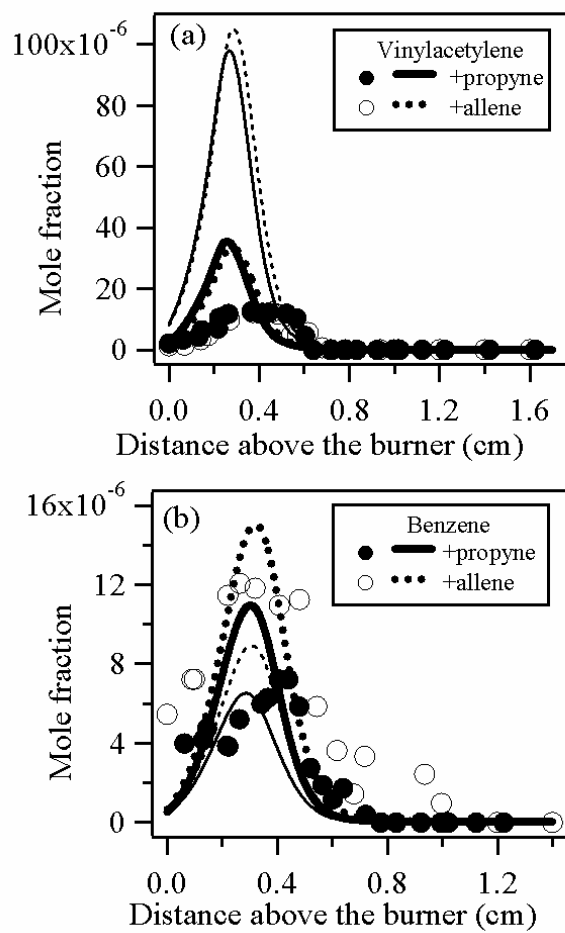 (a)
Vinylacetylene
+propyne
+allene
100x10⁻⁶
80
60
40
20
0
Mole fraction
0.0 0.4 0.8 1.2 1.6
Distance above the burner (cm)
(b)
Benzene
+propyne
+allene
16x10⁻⁶
12
8
4
0
Mole fraction
0.0 0.4 0.8 1.2
Distance above the burner (cm)